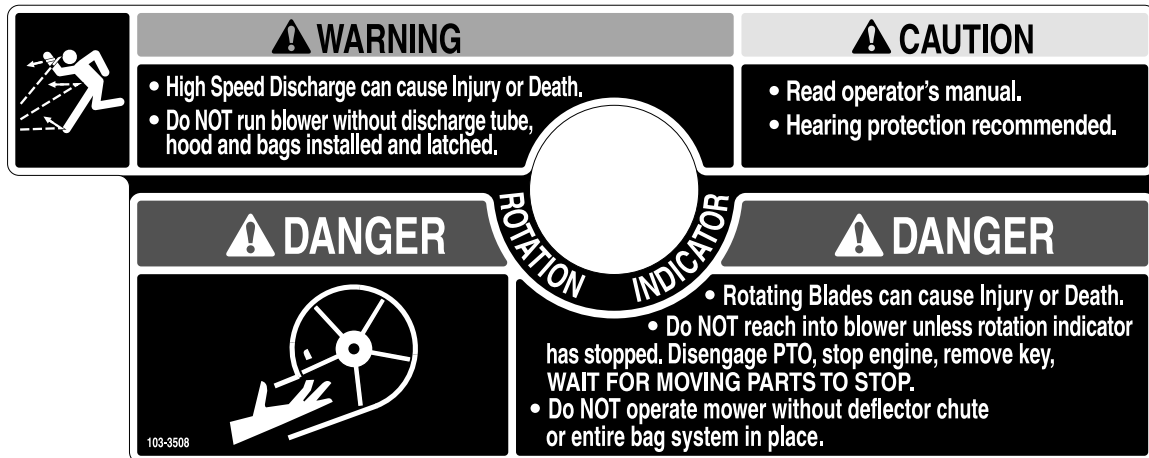 WARNING
• High Speed Discharge can cause Injury or Death.
• Do NOT run blower without discharge tube,
hood and bags installed and latched.
CAUTION
• Read operator's manual.
• Hearing protection recommended.
ROTATION INDICATOR
DANGER
103-3508
DANGER
• Rotating Blades can cause Injury or Death.
• Do NOT reach into blower unless rotation indicator
has stopped. Disengage PTO, stop engine, remove key,
WAIT FOR MOVING PARTS TO STOP.
• Do NOT operate mower without deflector chute
or entire bag system in place.